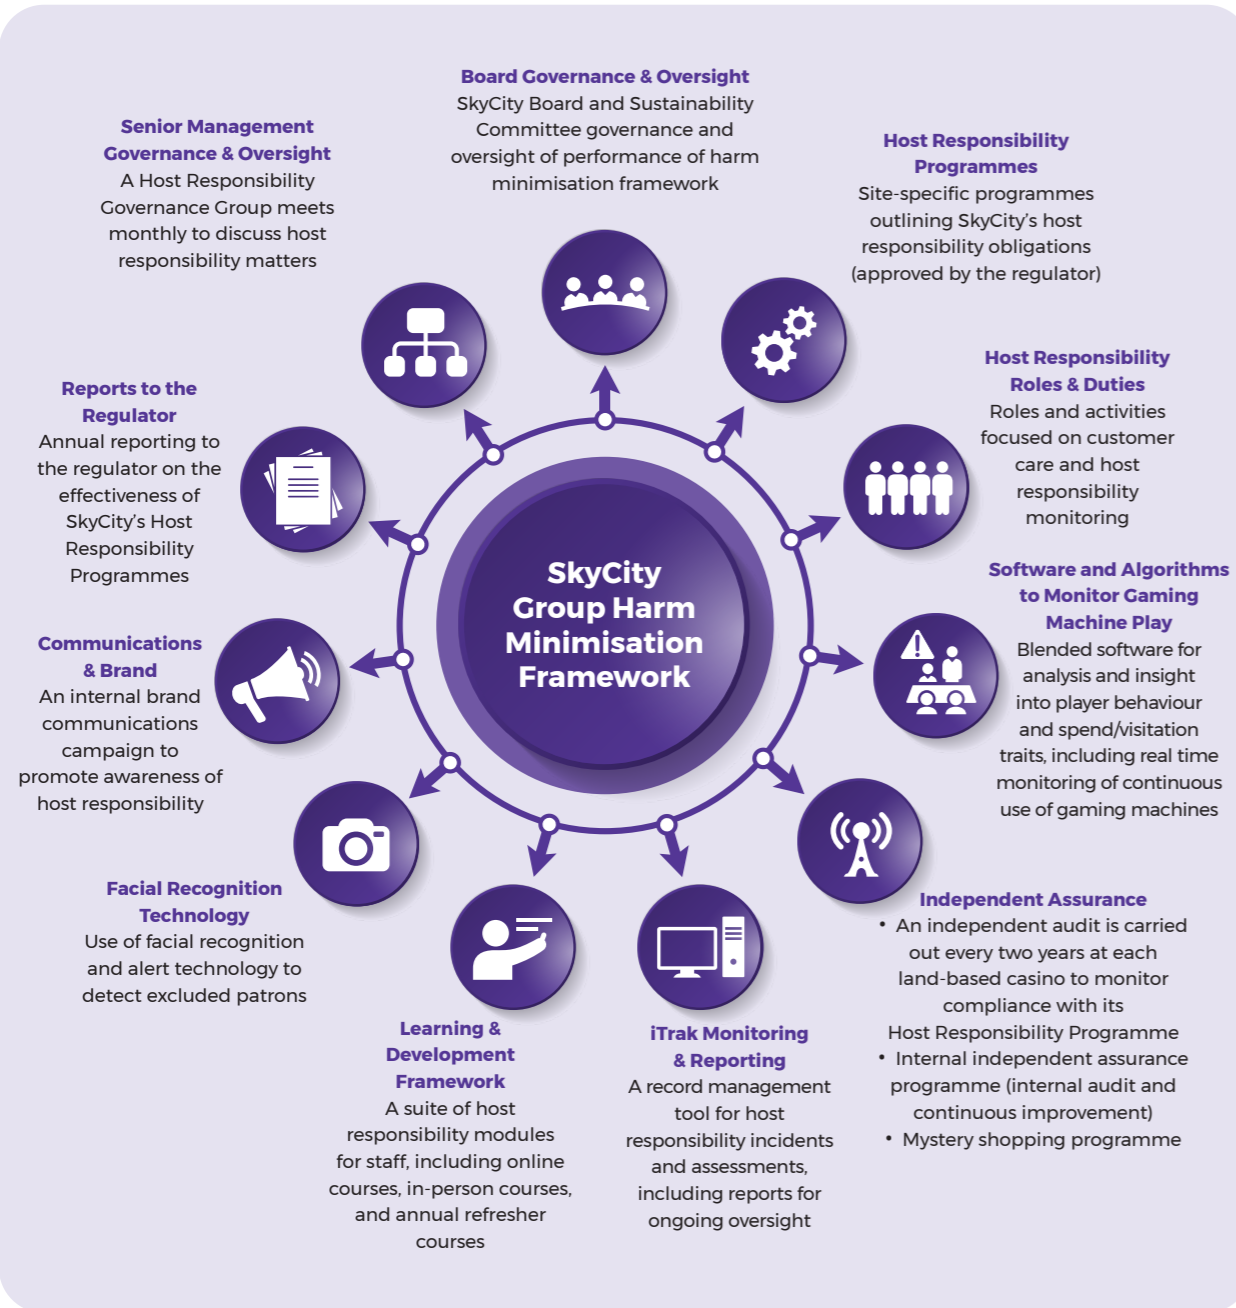 Board Governance & Oversight
SkyCity Board and Sustainability
Committee governance and
oversight of performance of harm
minimisation framework
Senior Management
Governance & Oversight
A Host Responsibility
Governance Group meets
monthly to discuss host
responsibility matters
Host Responsibility
Programmes
Site-specific programmes
outlining SkyCity's host
responsibility obligations
(approved by the regulator)
Host Responsibility
Roles & Duties
Roles and activities
focused on customer
care and host
responsibility
monitoring
Reports to the
Regulator
Annual reporting to
the regulator on the
effectiveness of
SkyCity's Host
Responsibility
Programmes
SkyCity
Group Harm
Minimisation
Framework
Software and Algorithms
to Monitor Gaming
Machine Play
Blended software for
analysis and insight
into player behaviour
and spend/visitation
traits, including real time
monitoring of continuous
use of gaming machines
Communications
& Brand
An internal brand
communications
campaign to
promote awareness of
host responsibility
Facial Recognition
Technology
Use of facial recognition
and alert technology to
detect excluded patrons
Independent Assurance
• An independent audit is carried
out every two years at each
land-based casino to monitor
compliance with its
Host Responsibility Programme
• Internal independent assurance
programme (internal audit and
continuous improvement)
• Mystery shopping programme
Learning &
Development
Framework
A suite of host
responsibility modules
for staff, including online
courses, in-person courses,
and annual refresher
courses
iTrak Monitoring
& Reporting
A record management
tool for host
responsibility incidents
and assessments,
including reports for
ongoing oversight